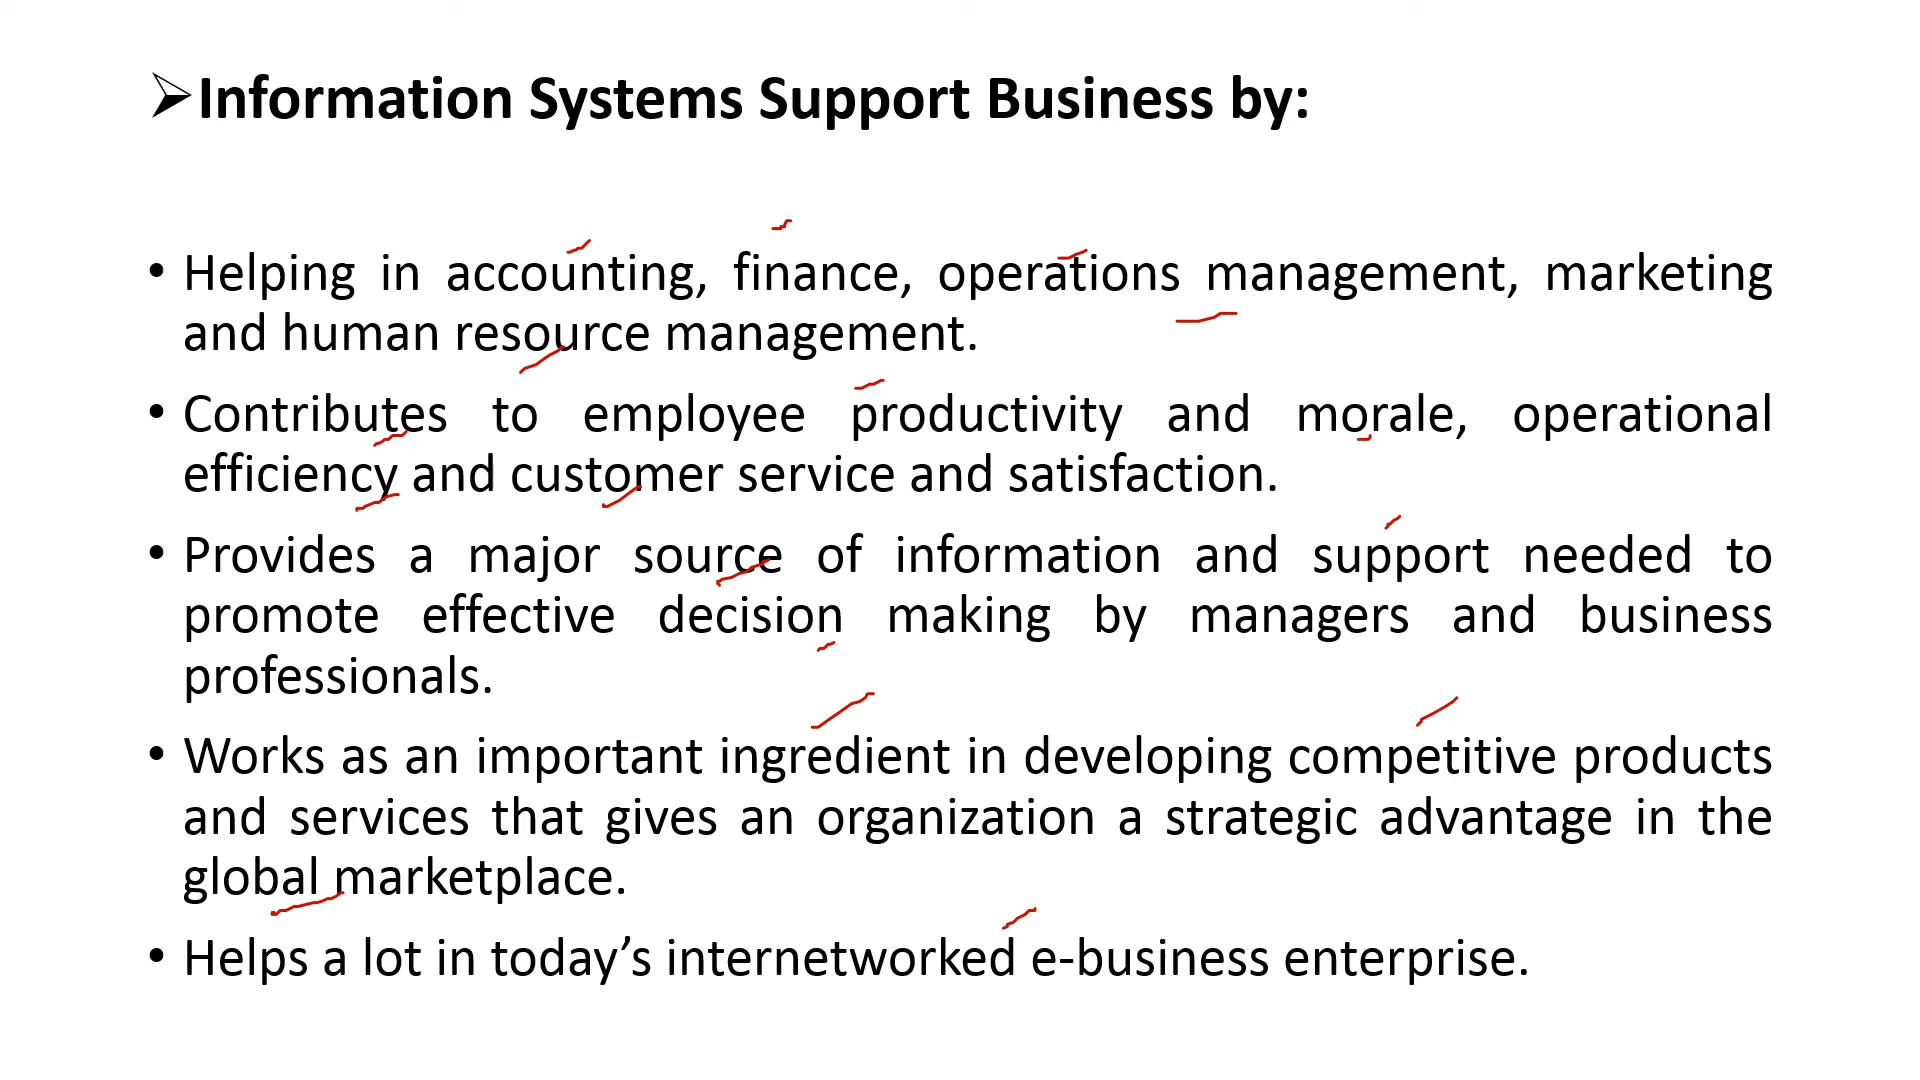 ➢Information Systems Support Business by:
• Helping in accounting, finance, operations management, marketing
and human resource management.
• Contributes to employee productivity and morale, operational
efficiency and customer service and satisfaction.
• Provides a major source of information and support needed to
promote effective decision making by managers and business
professionals.
• Works as an important ingredient in developing competitive products
and services that gives an organization a strategic advantage in the
global marketplace.
• Helps a lot in today’s internetworked e-business enterprise.